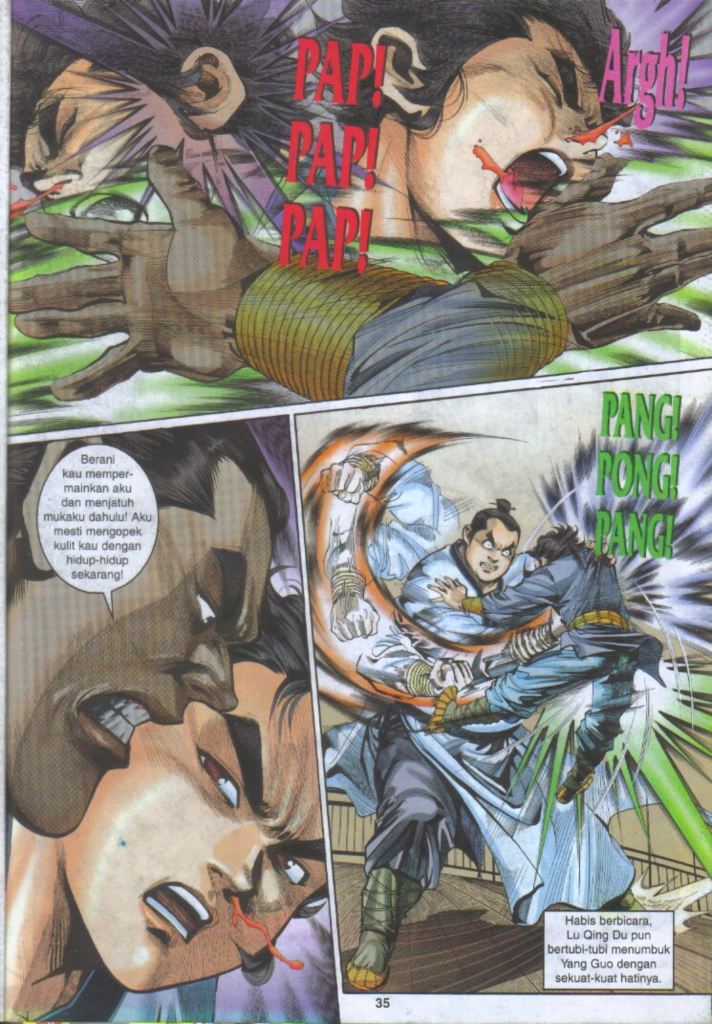 PAP!
PAP!
PAP!
Argh!
Berani
kau memper-
mainkan aku
dan menjatuh
mukaku dahulu! Aku
mesti mengopek
kulit kau dengan
hidup-hidup
sekarang!
PANG!
PONG!
PANG!
Habis berbicara,
Lu Qing Du pun
bertubi-tubi menumbuk
Yang Guo dengan
sekuat-kuat hatinya.
35